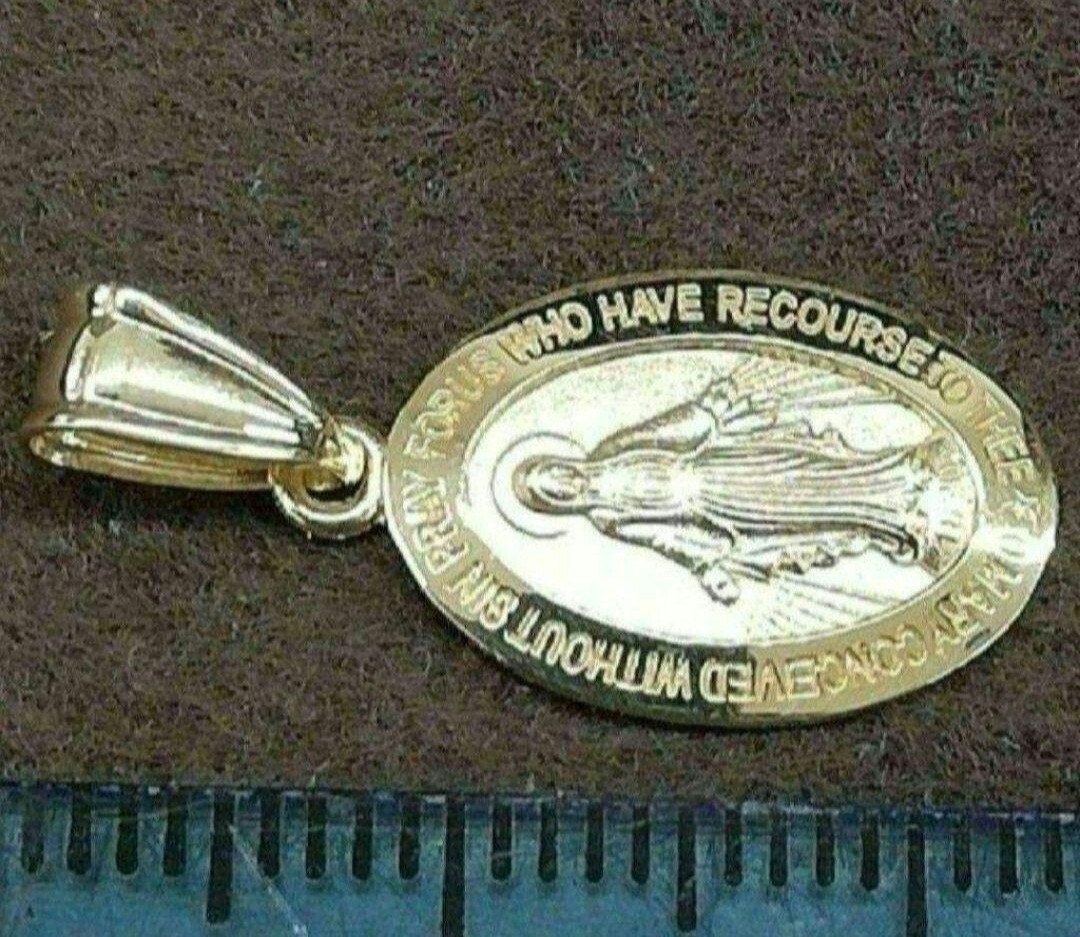 O MARY CONCEIVED WITHOUT SIN PRAY FOR US WHO HAVE RECOURSE TO THEE